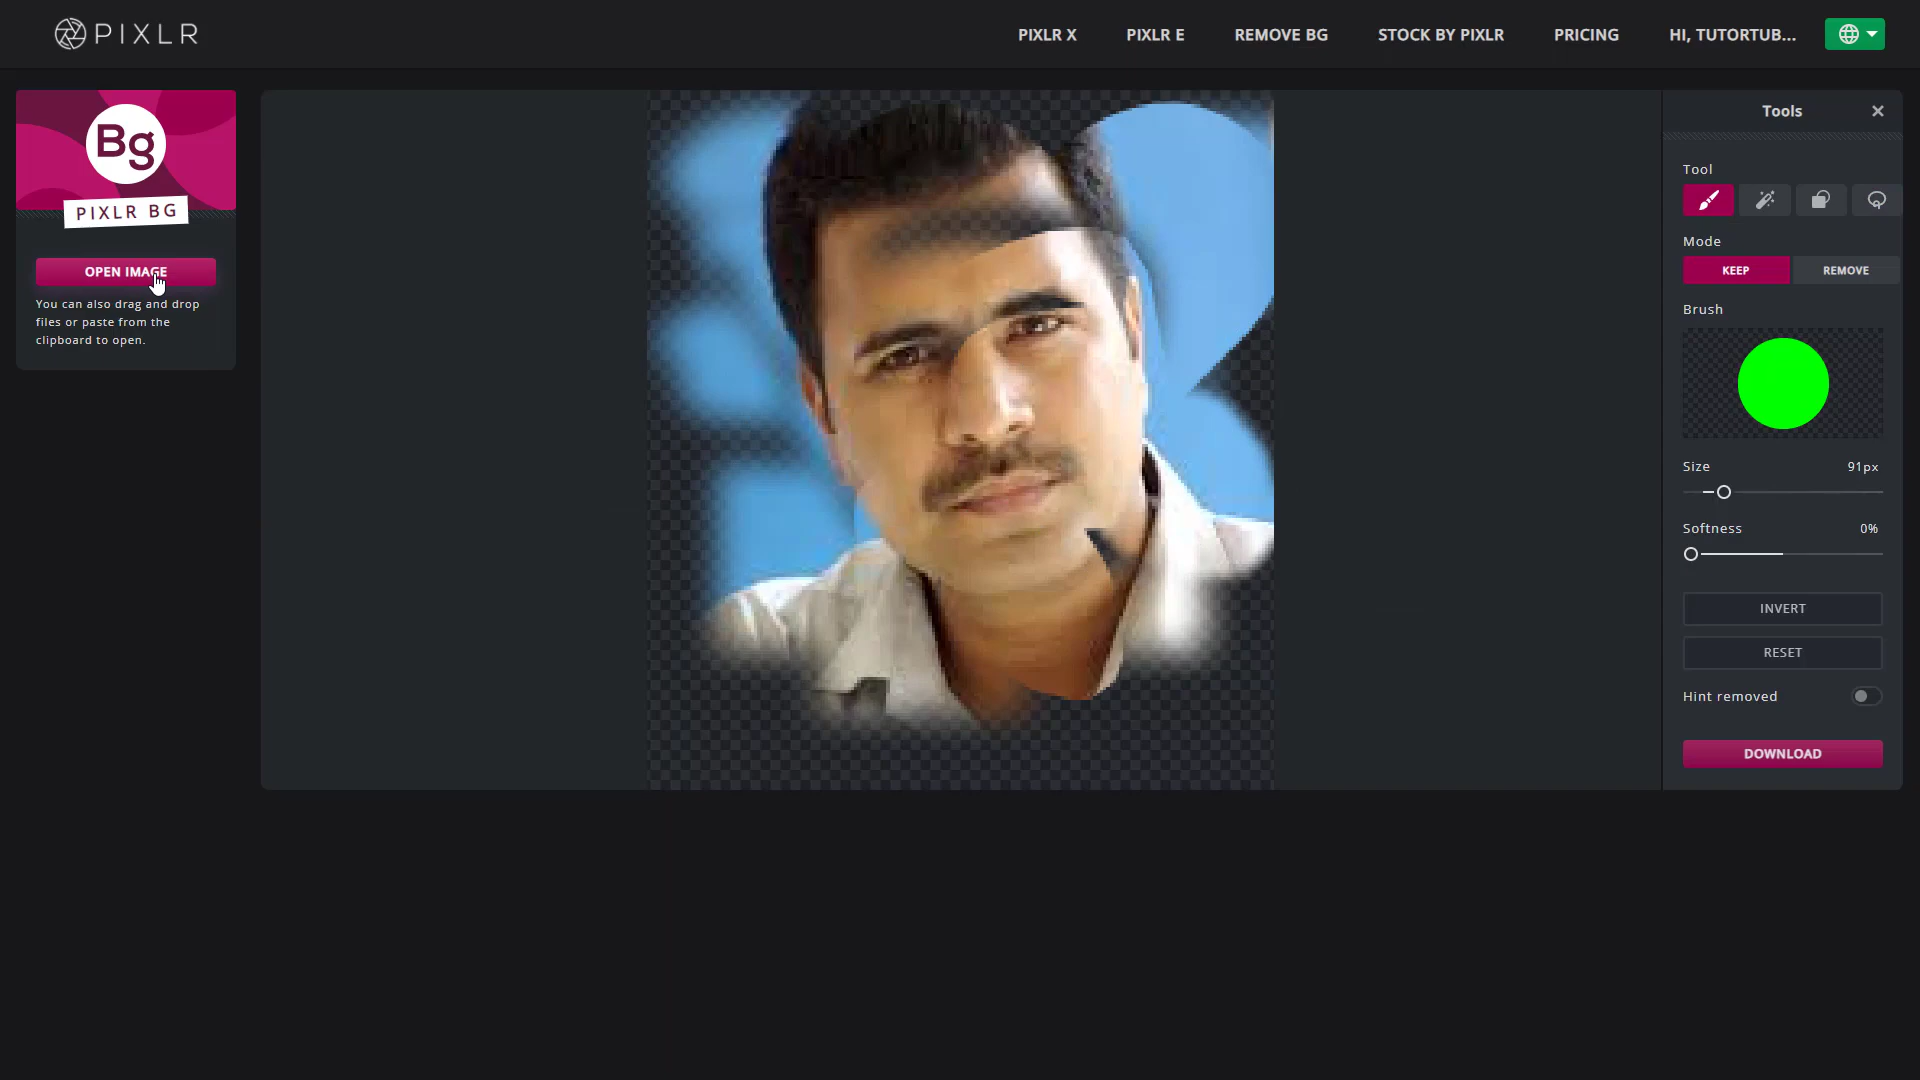 PIXLR
PIXLR X
PIXLR E
REMOVE BG
STOCK BY PIXLR
PRICING
HI, TUTORTUB...
Bg
PIXLR BG
OPEN IMAGE
You can also drag and drop
files or paste from the
clipboard to open.
Tools
Tool
Mode
KEEP
REMOVE
Brush
Size
91px
Softness
0%
INVERT
RESET
Hint removed
DOWNLOAD